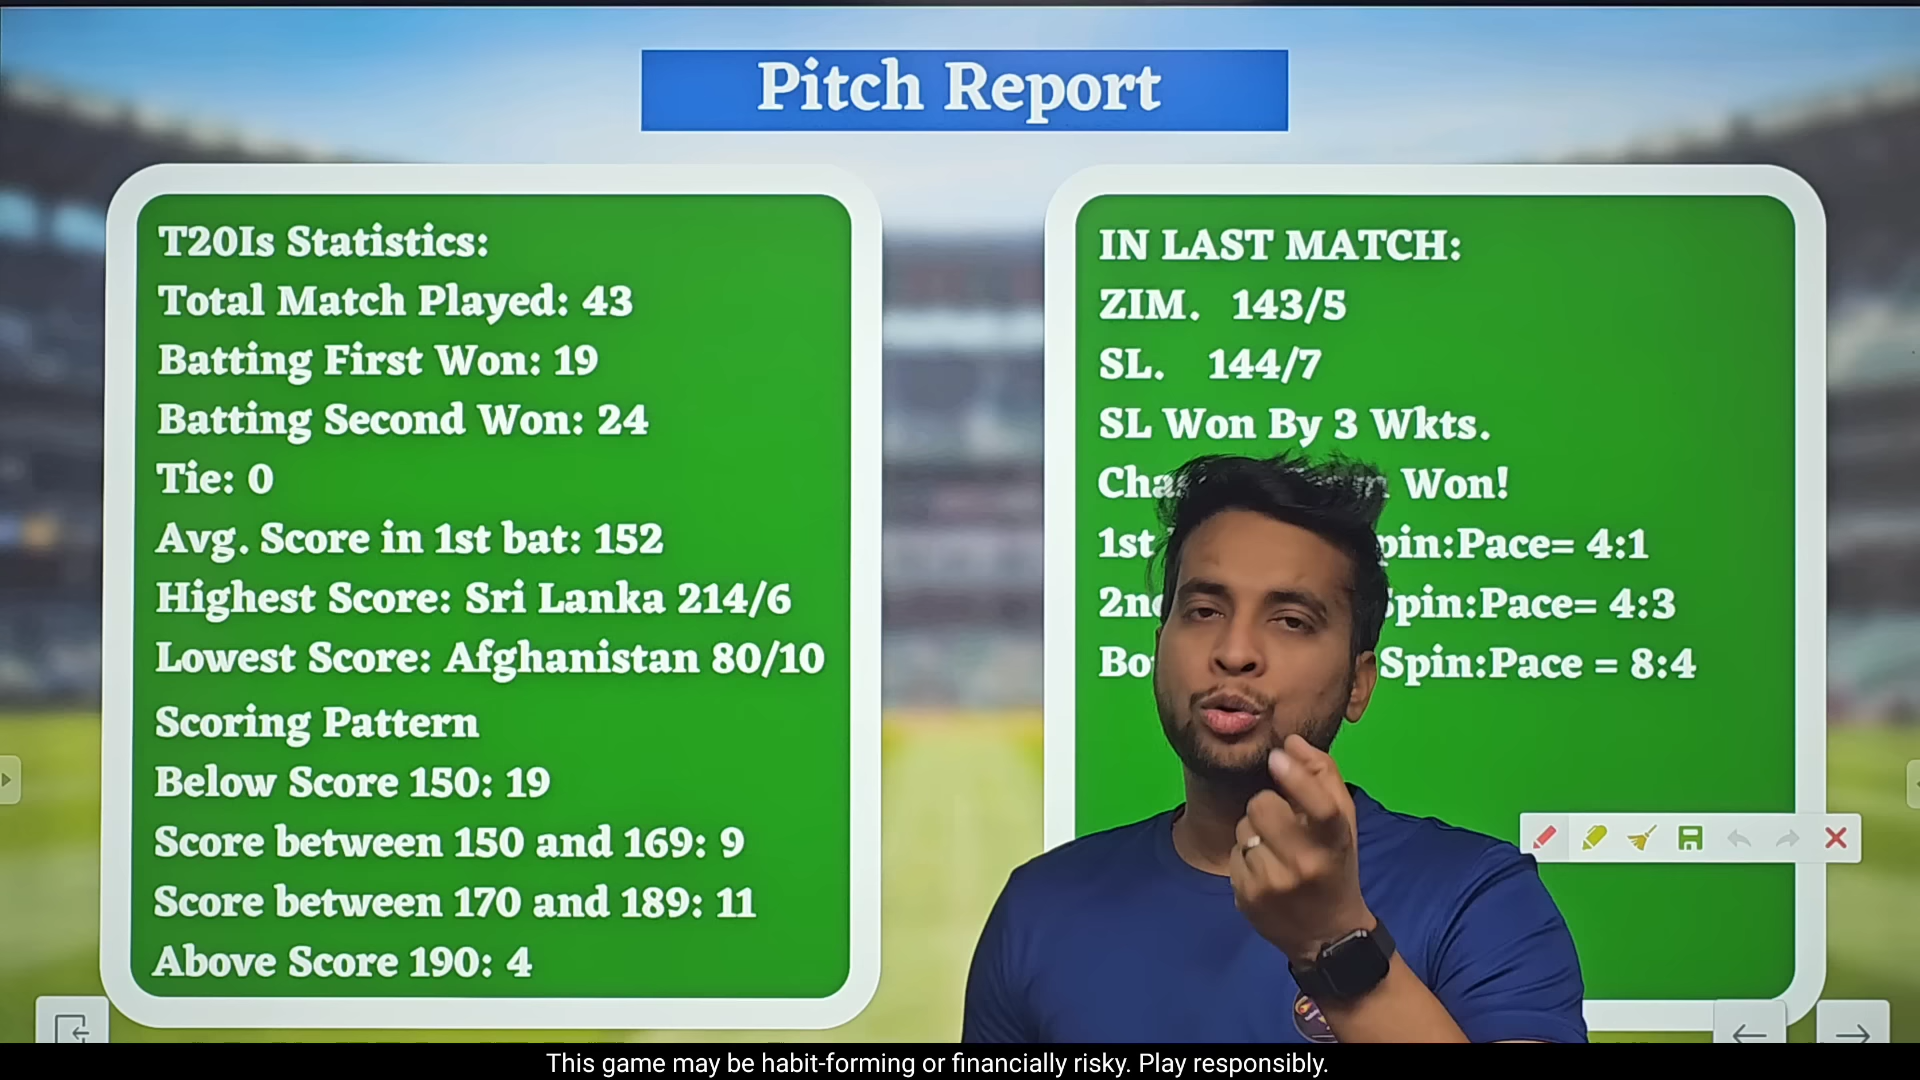 Pitch Report
T20Is Statistics:
Total Match Played: 43
Batting First Won: 19
Batting Second Won: 24
Tie: 0
Avg. Score in 1st bat: 152
Highest Score: Sri Lanka 214/6
Lowest Score: Afghanistan 80/10
Scoring Pattern
Below Score 150: 19
Score between 150 and 169: 9
Score between 170 and 189: 11
Above Score 190: 4
IN LAST MATCH:
ZIM. 143/5
SL. 144/7
SL Won By 3 Wkts.
Won!
1st Pace= 4:1
Spin:Pace= 4:3
Spin:Pace = 8:4
This game may be habit-forming or financially risky. Play responsibly.